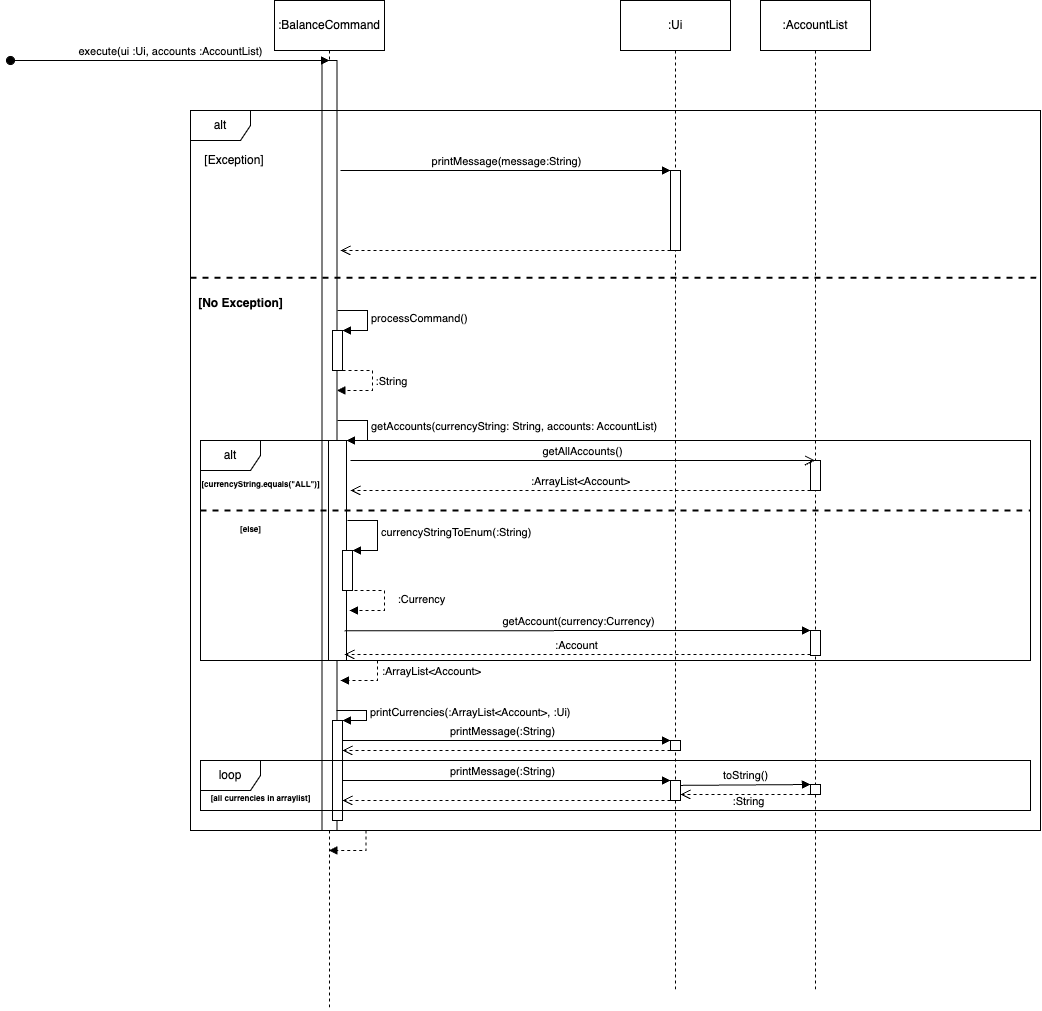 :BalanceCommand
:Ui
:AccountList
execute(ui :Ui, accounts :AccountList)
alt
[Exception]
printMessage(message:String)
[No Exception]
processCommand()
:String
getAccounts(currencyString: String, accounts: AccountList)
alt
getAllAccounts()
[currencyString.equals("ALL")]
:ArrayList<Account>
[else]
currencyStringToEnum(:String)
:Currency
getAccount(currency:Currency)
:Account
:ArrayList<Account>
printCurrencies(:ArrayList<Account>, :Ui)
printMessage(:String)
loop
printMessage(:String)
toString()
[all currencies in arraylist]
:String